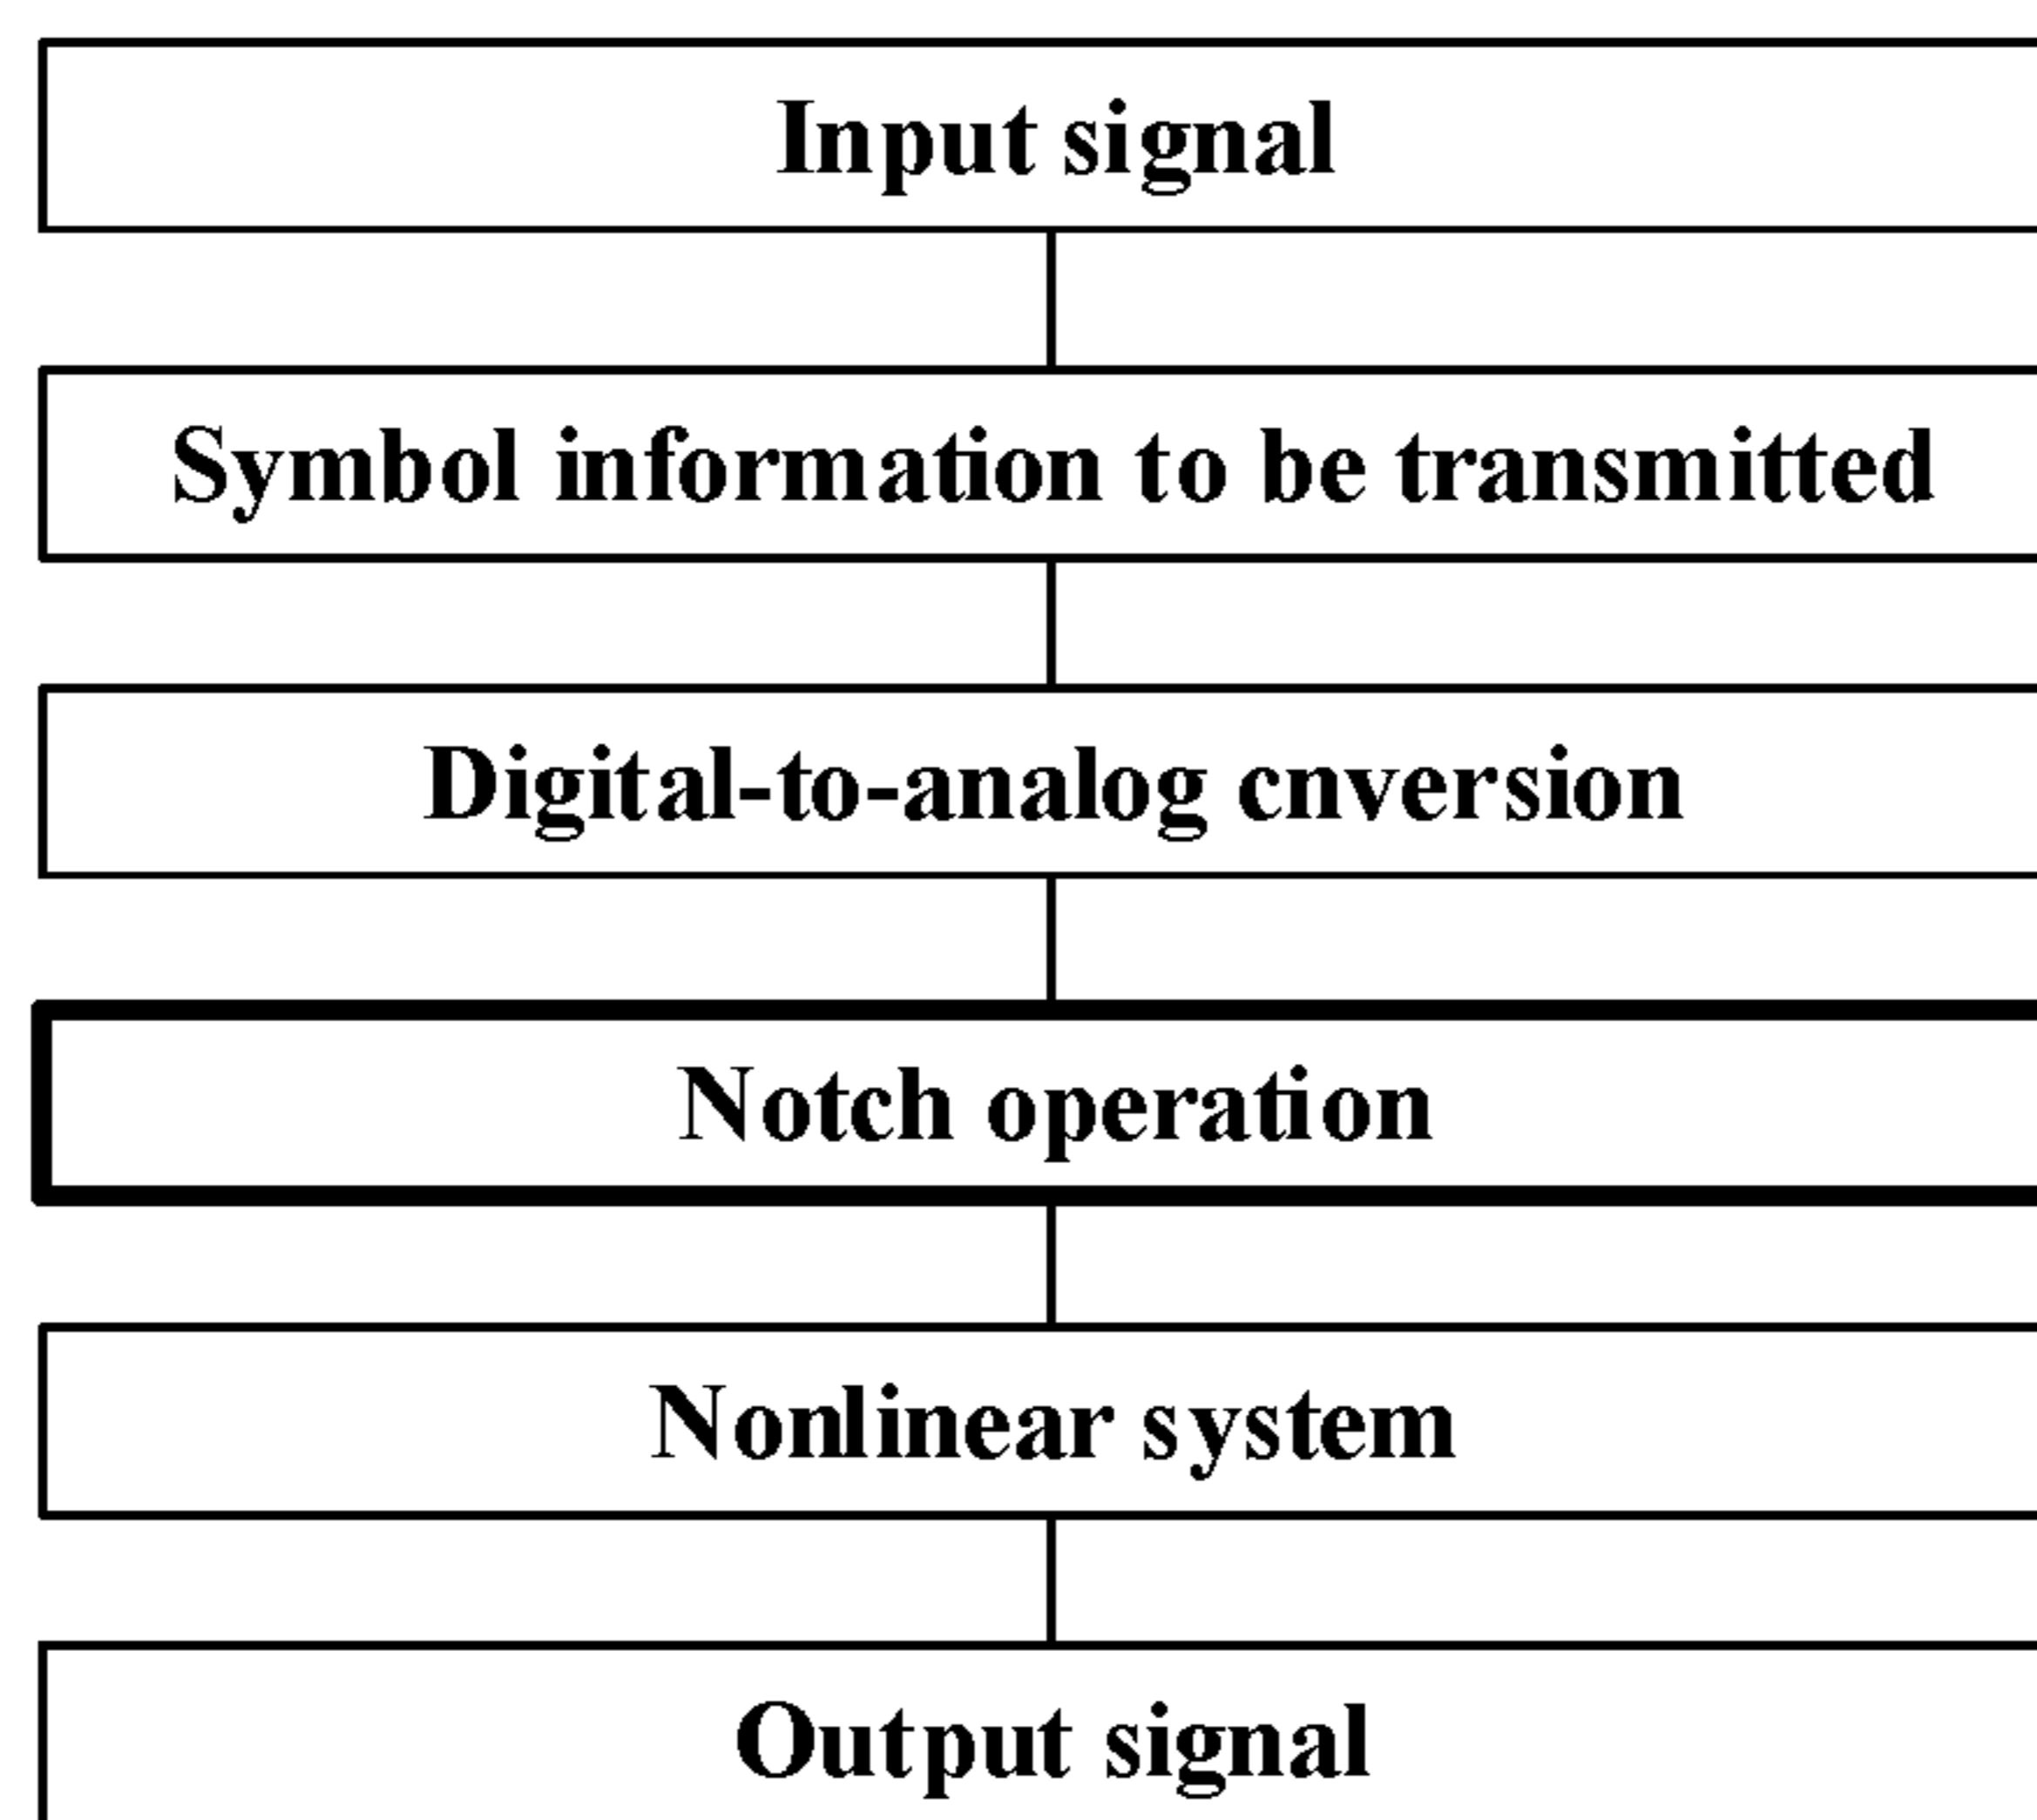 Input signal
Symbol information to be transmitted
Digital-to-analog cnversion
Notch operation
Nonlinear system
Output signal